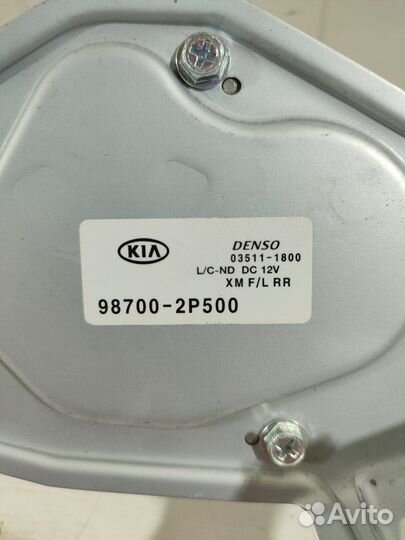 KIA
DENSO
03511-1800
L/C-ND DC 12V
XM F/L RR
98700-2P500
Avito